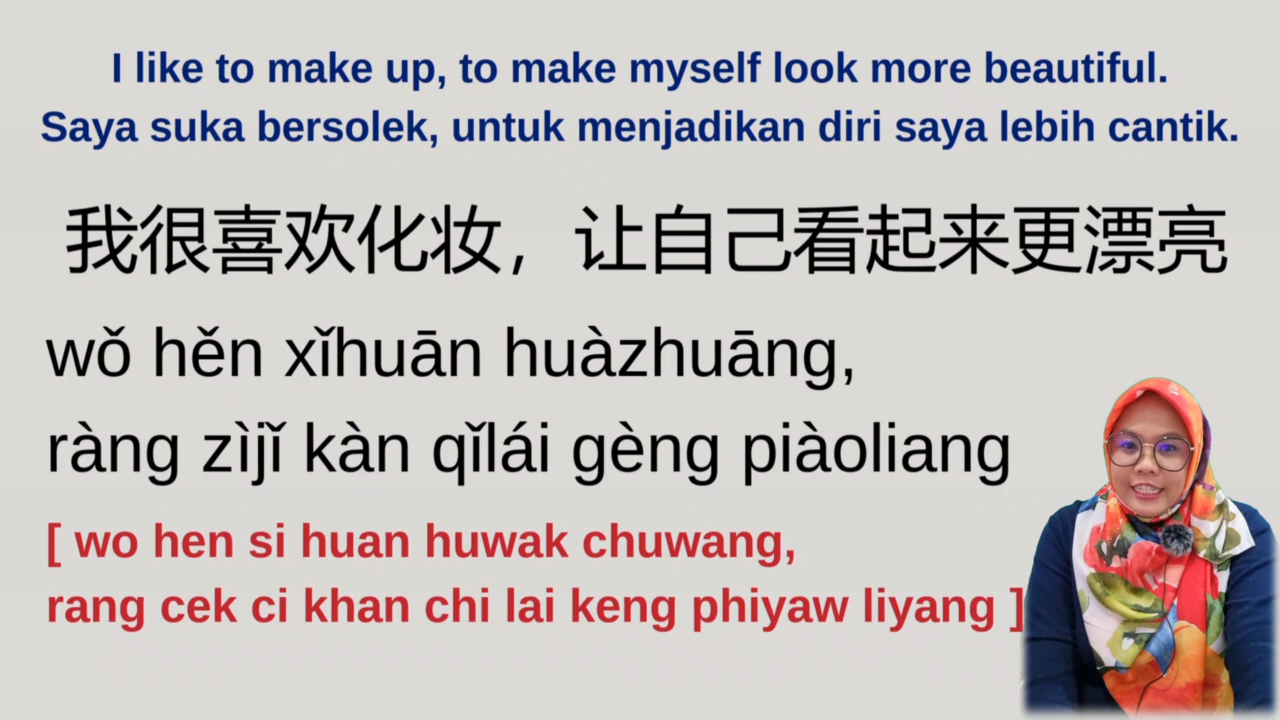 I like to make up, to make myself look more beautiful.
Saya suka bersolek, untuk menjadikan diri saya lebih cantik.
我很喜欢化妆，让自己看起来更漂亮
wǒ hěn xǐhuān huàzhuāng,
ràng zìjǐ kàn qǐlái gèng piàoliang
[ wo hen si huan huwak chuwang,
rang cek ci khan chi lai keng phiyaw liyang ]